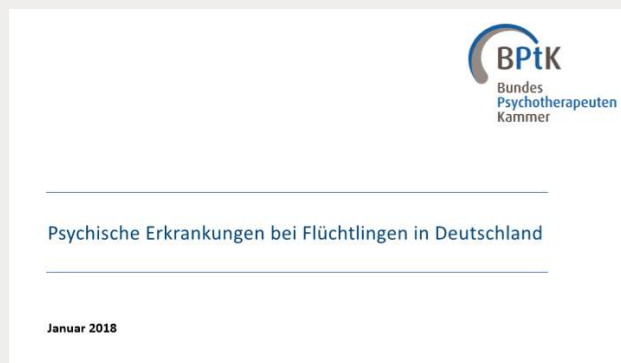 BPtK
Bundes
Psychotherapeuten
Kammer
Psychische Erkrankungen bei Flüchtlingen in Deutschland
Januar 2018